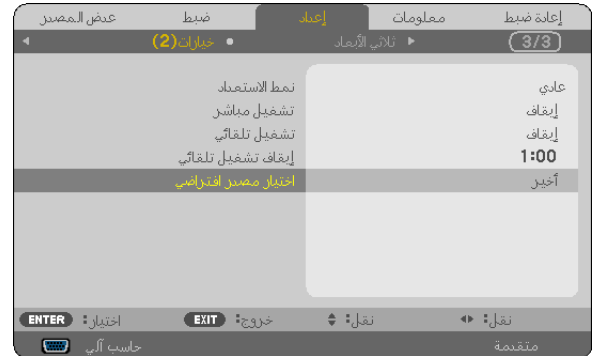 عرض المصدر ضبط إعداد معلومات إعادة ضبط
خيارات(2) ثلاثي الأبعاد 3/3
نمط الاستعداد عادي
تشغيل مباشر إيقاف
تشغيل تلقائي إيقاف
إيقاف تشغيل تلقائي 1:00
اختيار مصدر افتراضي أخير
ENTER اختيار: EXIT خروج: نقل: نقل:
حاسب آلي متقدمة